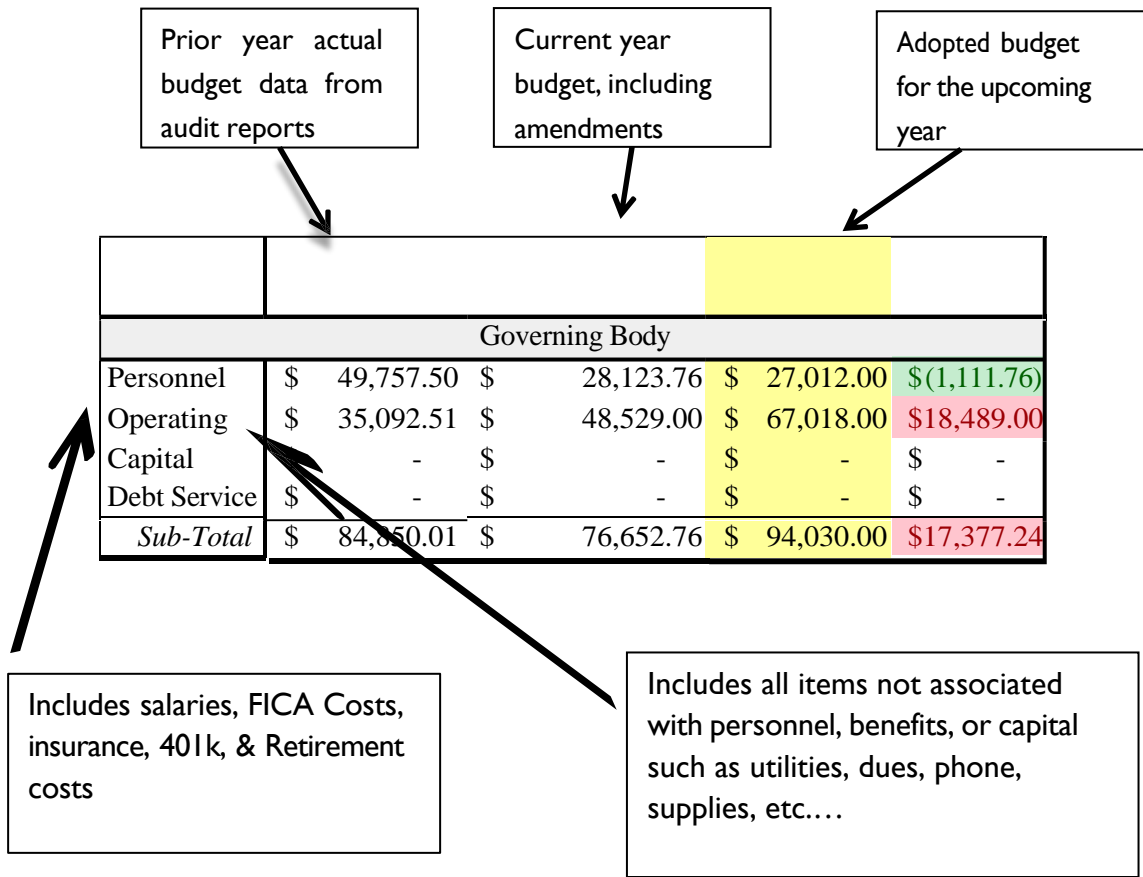 Prior year actual
budget data from
audit reports
Current year
budget, including
amendments
Adopted budget
for the upcoming
year
Governing Body
Personnel $ 49,757.50 $ 28,123.76 $ 27,012.00 $(1,111.76)
Operating $ 35,092.51 $ 48,529.00 $ 67,018.00 $18,489.00
Capital $ - $ - $ - $ -
Debt Service $ - $ - $ - $ -
Sub-Total $ 84,850.01 $ 76,652.76 $ 94,030.00 $17,377.24
Includes salaries, FICA Costs,
insurance, 401k, & Retirement
costs
Includes all items not associated
with personnel, benefits, or capital
such as utilities, dues, phone,
supplies, etc.…